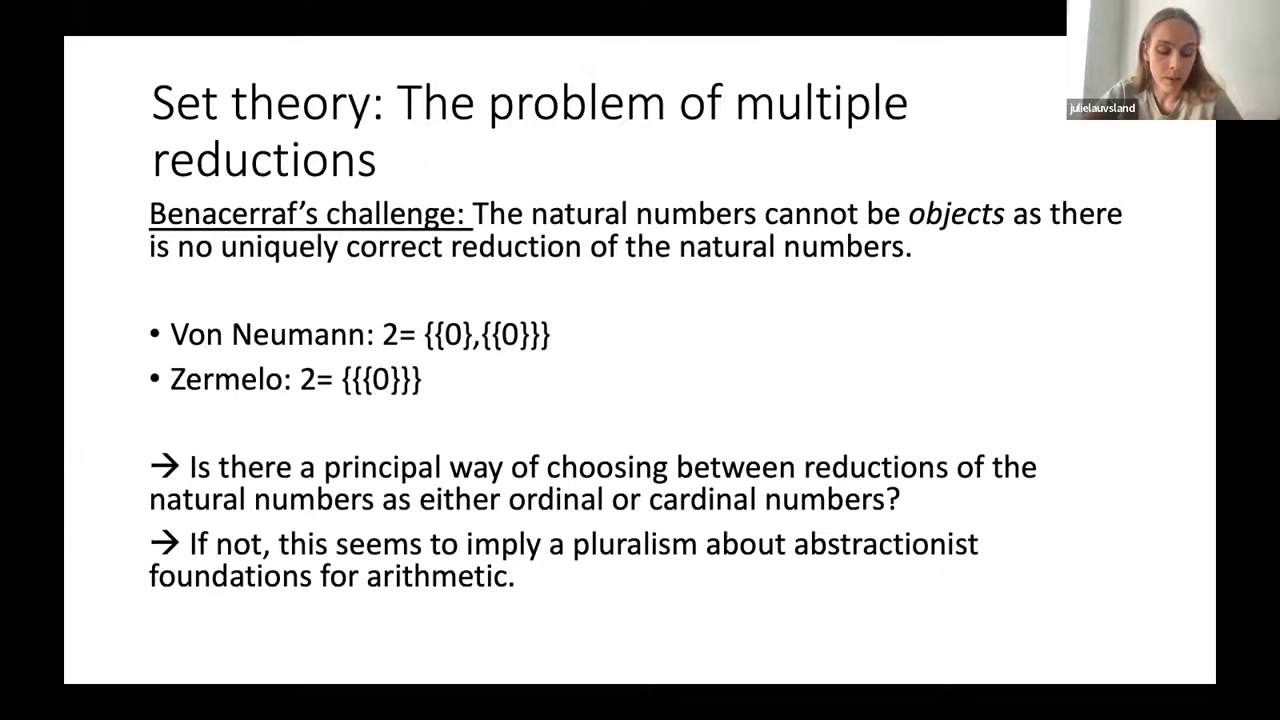 Set theory: The problem of multiple
reductions
julielauvsland
Benacerraf's challenge: The natural numbers cannot be objects as there
is no uniquely correct reduction of the natural numbers.
• Von Neumann: 2= {{0},{{0}}}
• Zermelo: 2= {{{0}}}
→ Is there a principal way of choosing between reductions of the
natural numbers as either ordinal or cardinal numbers?
→ If not, this seems to imply a pluralism about abstractionist
foundations for arithmetic.